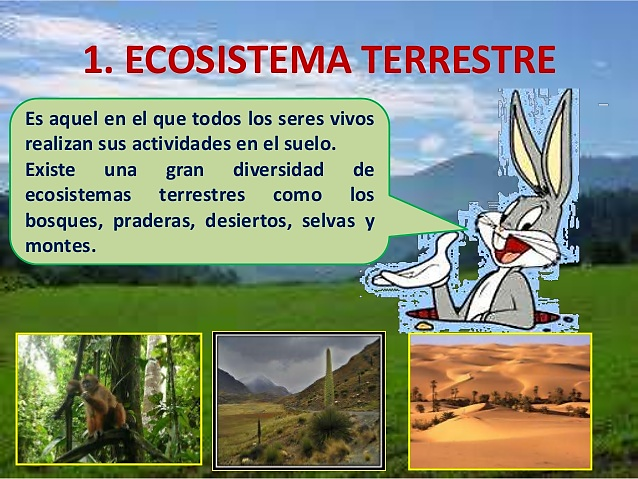 1. ECOSISTEMA TERRESTRE
Es aquel en el que todos los seres vivos
realizan sus actividades en el suelo.
Existe una gran diversidad de
ecosistemas terrestres como los
bosques, praderas, desiertos, selvas y
montes.